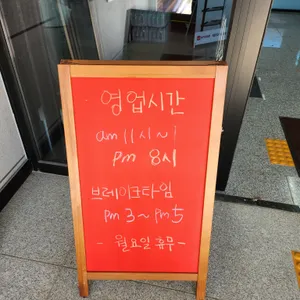 영업시간
am 11시~
pm 8시
브레이크타임
pm 3~ pm 5
- 월요일 휴무 -